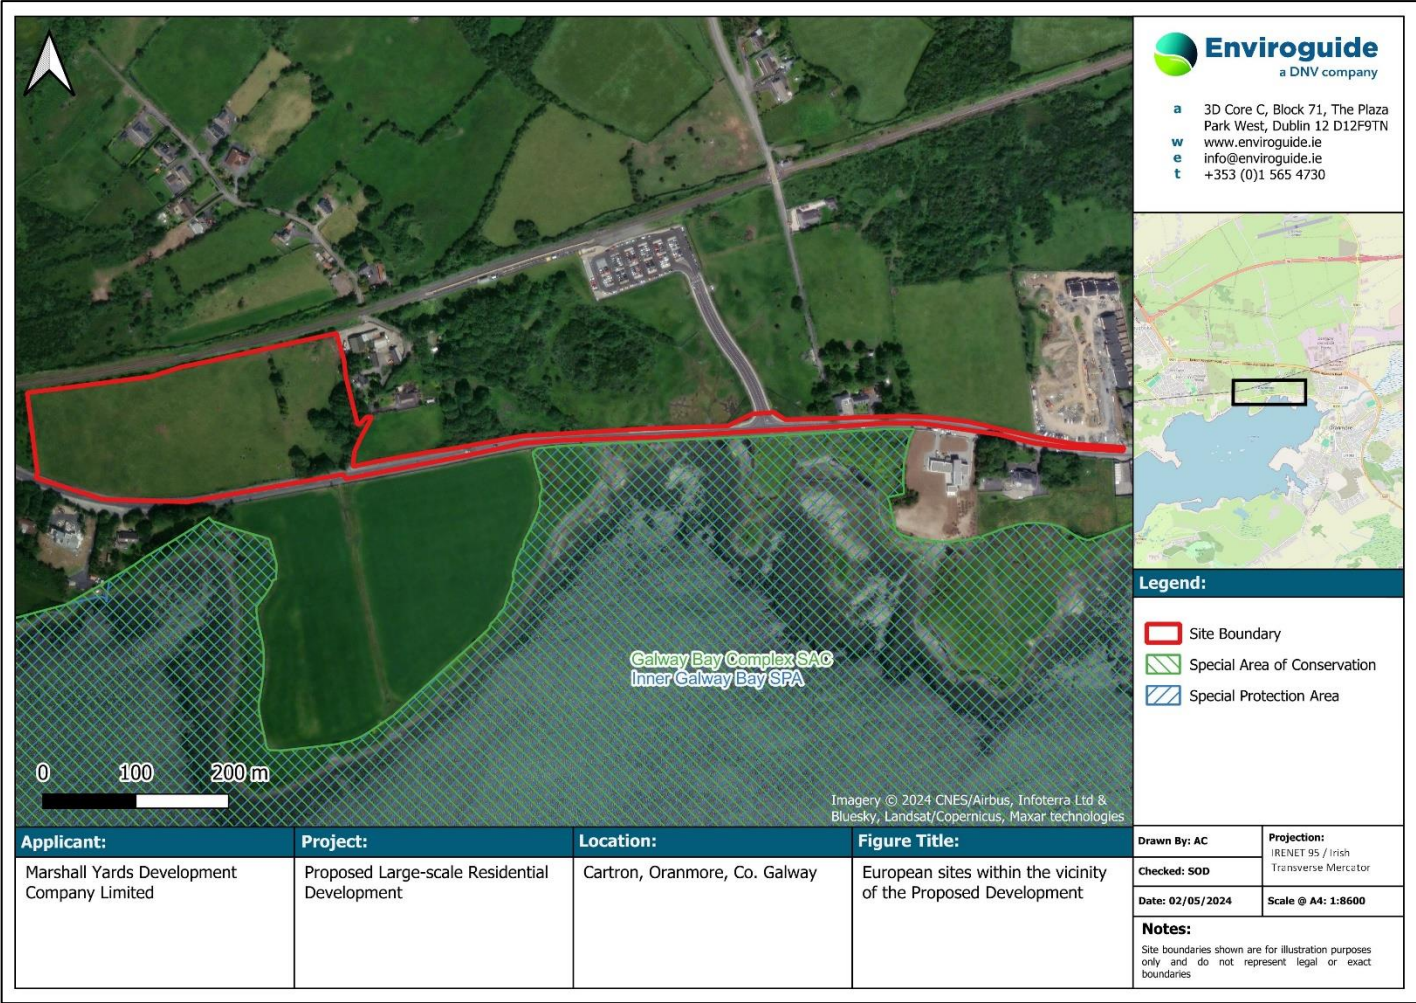 Enviroguide
a DNV company
a 3D Core C, Block 71, The Plaza
Park West, Dublin 12 D12F9TN
w www.enviroguide.ie
e info@enviroguide.ie
t +353 (0)1 565 4730
Legend:
Site Boundary
Special Area of Conservation
Special Protection Area
Galway Bay Complex SAC
Inner Galway Bay SPA
0 100 200 m
Imagery © 2024 CNES/Airbus, Infoterra Ltd &
Bluesky, Landsat/Copernicus, Maxar technologies
Applicant:
Marshall Yards Development
Company Limited
Project:
Proposed Large-scale Residential
Development
Location:
Cartron, Oranmore, Co. Galway
Figure Title:
European sites within the vicinity
of the Proposed Development
Drawn By: AC
Checked: SOD
Date: 02/05/2024
Projection:
IRENET 95 / Irish
Transverse Mercator
Scale @ A4: 1:8600
Notes:
Site boundaries shown are for illustration purposes
only and do not represent legal or exact
boundaries